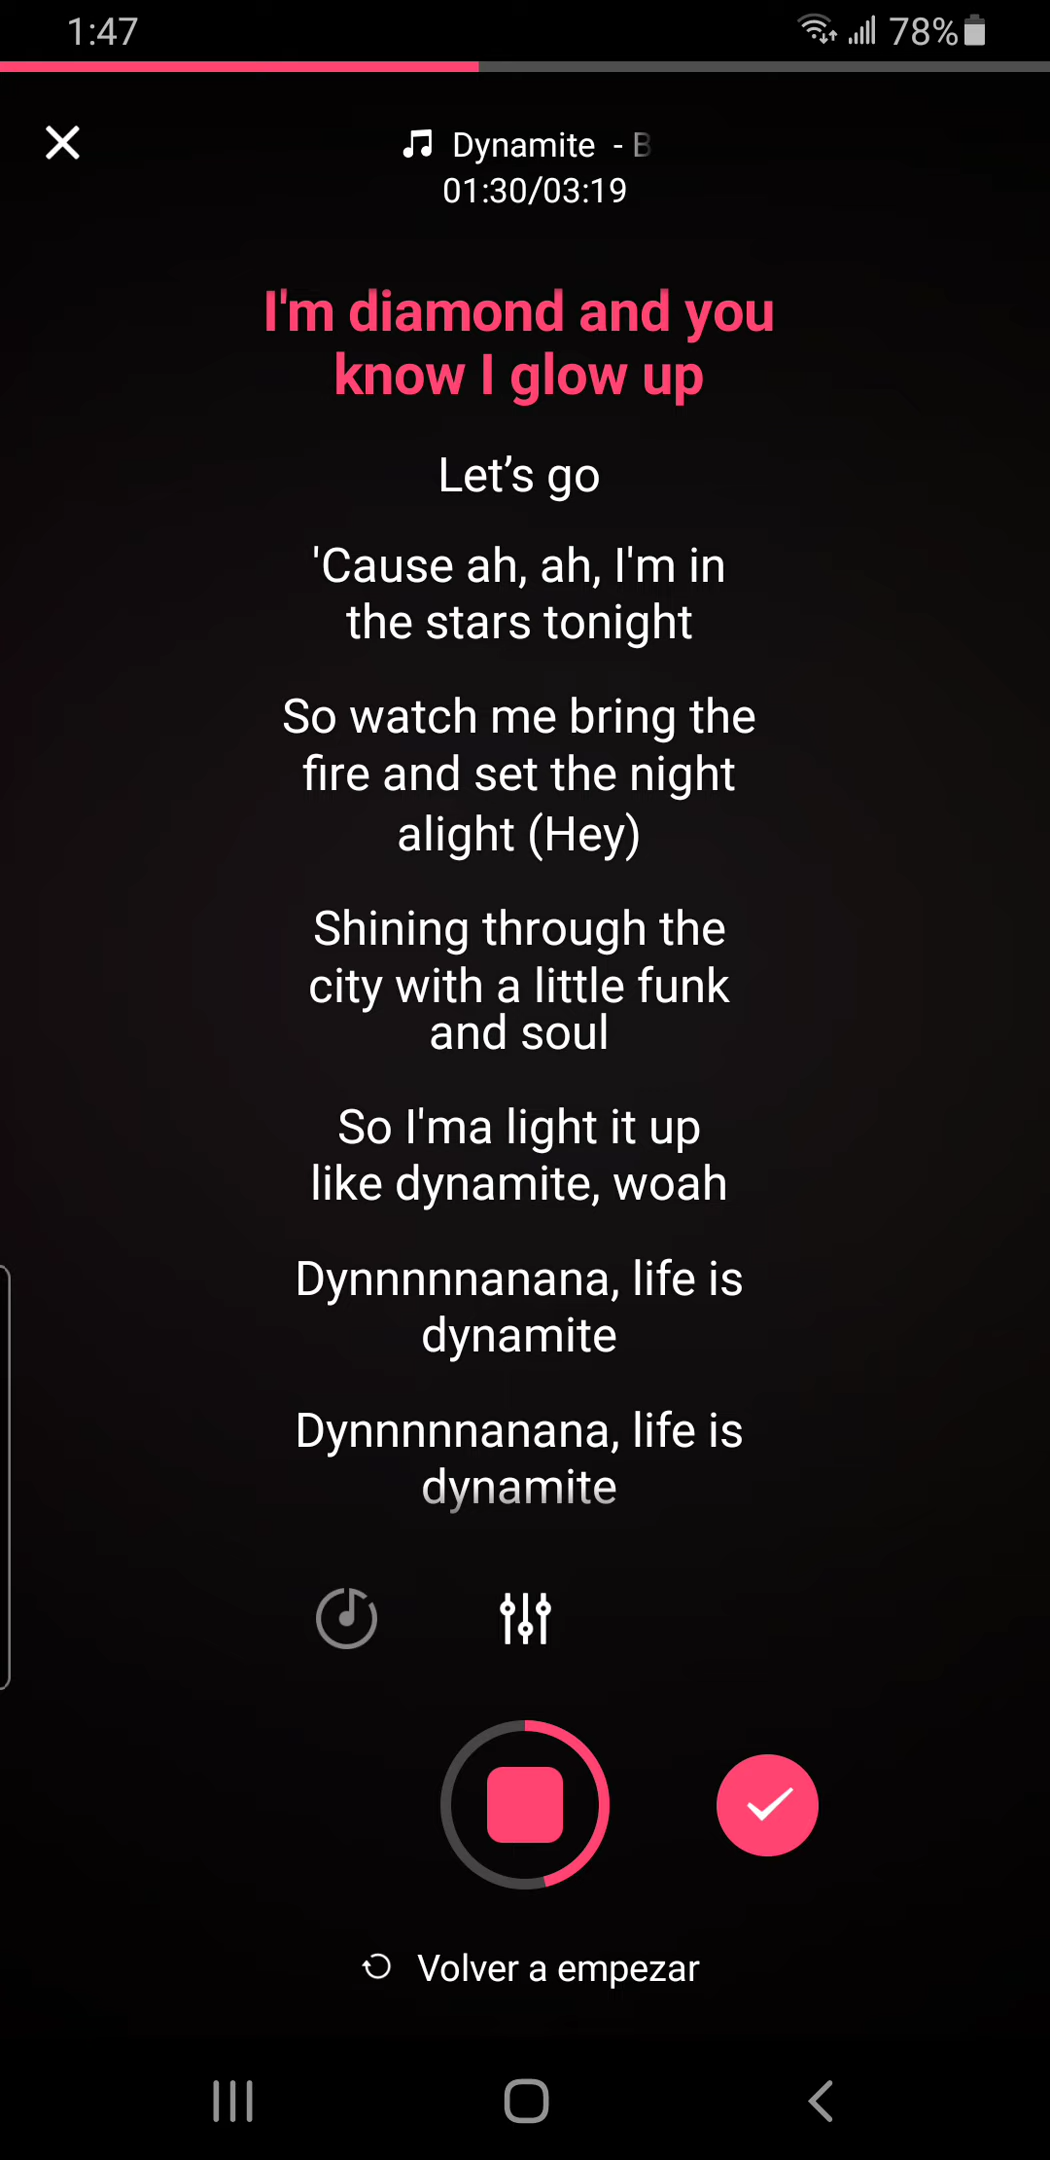 1:47
78%
Dynamite - B
01:30/03:19
I'm diamond and you
know I glow up
Let’s go
'Cause ah, ah, I'm in
the stars tonight
So watch me bring the
fire and set the night
alight (Hey)
Shining through the
city with a little funk
and soul
So I'ma light it up
like dynamite, woah
Dynnnnnanana, life is
dynamite
Dynnnnnanana, life is
dynamite
Volver a empezar